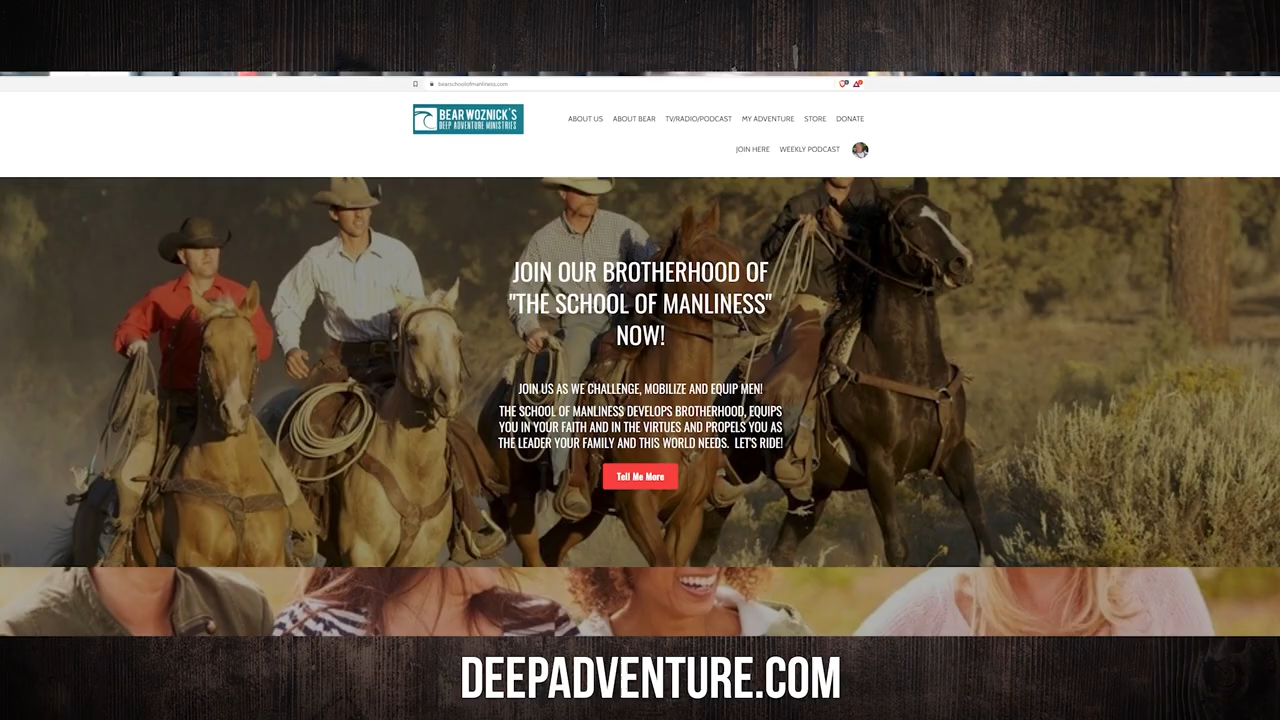 bearschoolofmanliness.com
BEAR WOZNICK'S
DEEP ADVENTURE MINISTRIES
ABOUT US ABOUT BEAR TV/RADIO/PODCAST MY ADVENTURE STORE DONATE
JOIN HERE WEEKLY PODCAST
JOIN OUR BROTHERHOOD OF
"THE SCHOOL OF MANLINESS"
NOW!
JOIN US AS WE CHALLENGE, MOBILIZE AND EQUIP MEN!
THE SCHOOL OF MANLINESS DEVELOPS BROTHERHOOD, EQUIPS
YOU IN YOUR FAITH AND IN THE VIRTUES AND PROPELS YOU AS
THE LEADER YOUR FAMILY AND THIS WORLD NEEDS. LET'S RIDE!
Tell Me More
DEEPADVENTURE.COM